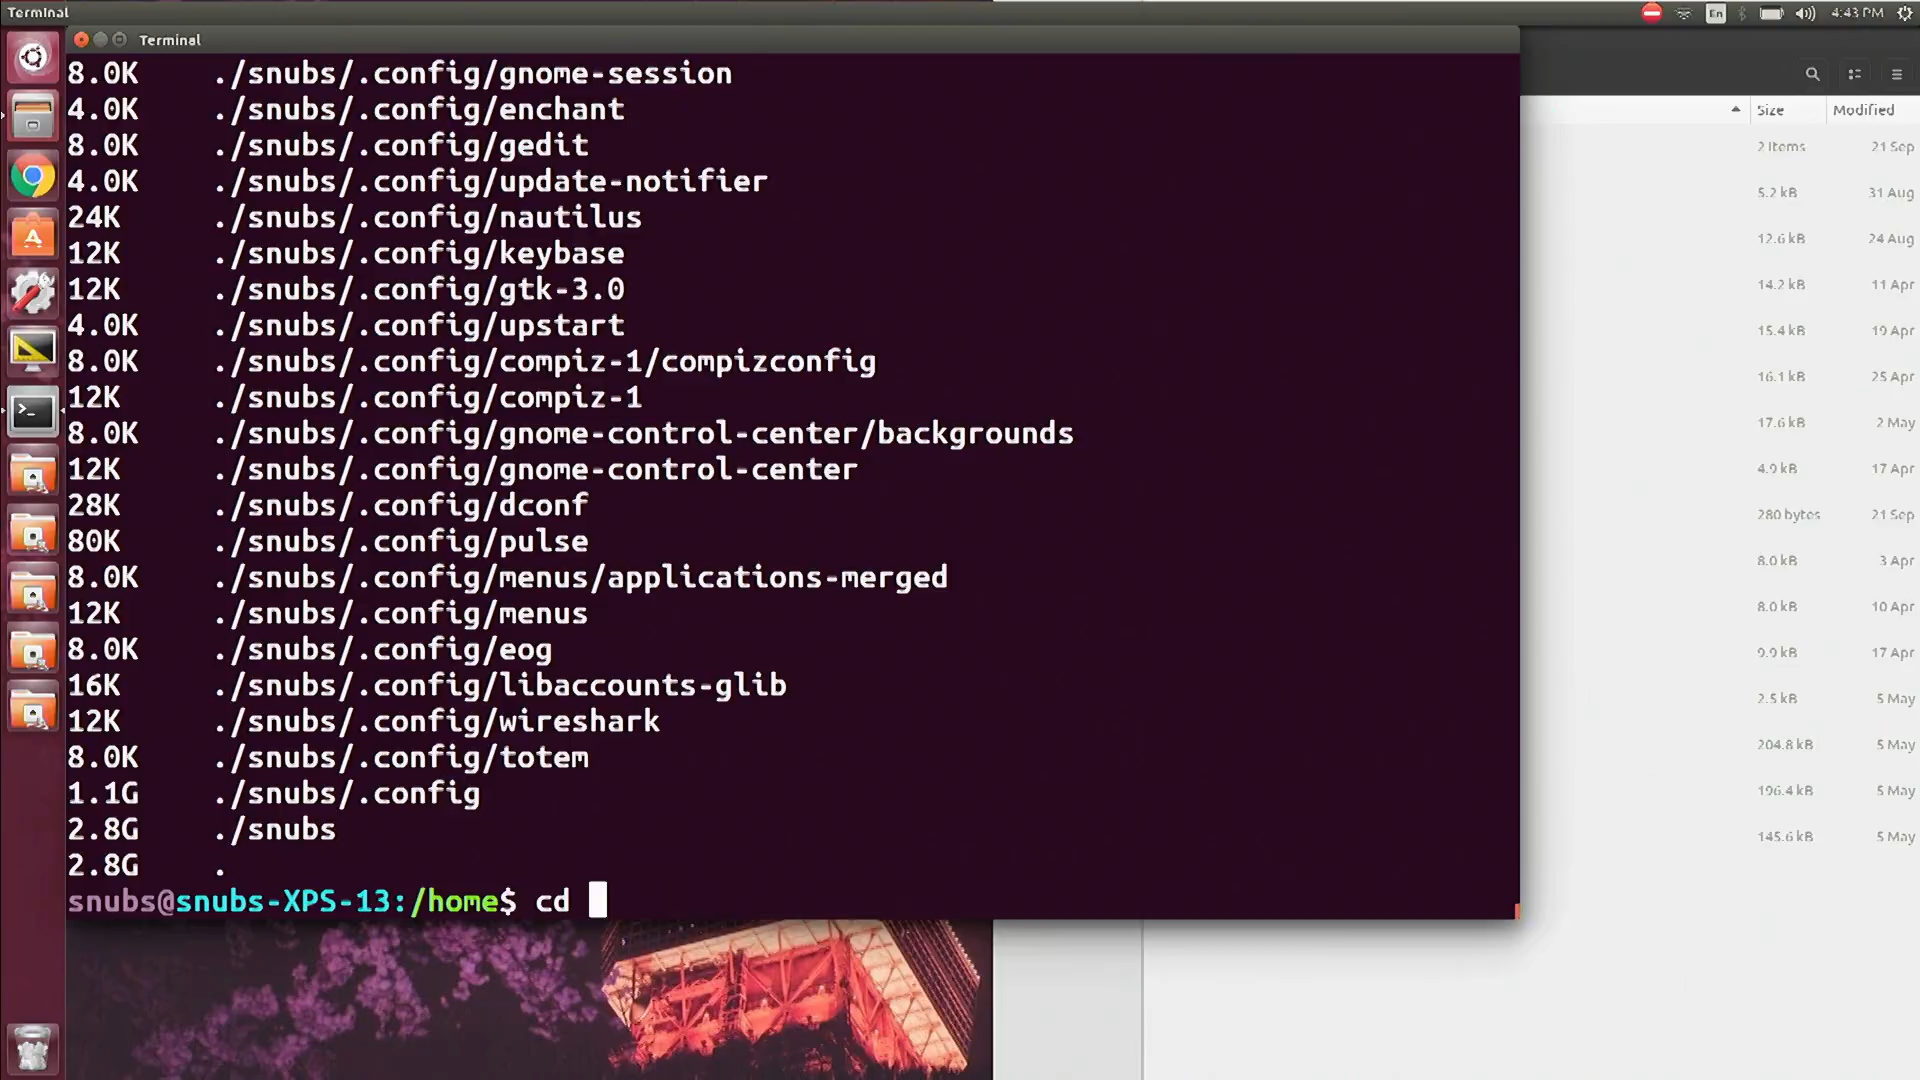 Terminal
En
4:43 PM
Terminal
8.0K ./snubs/.config/gnome-session
4.0K ./snubs/.config/enchant
8.0K ./snubs/.config/gedit
4.0K ./snubs/.config/update-notifier
24K ./snubs/.config/nautilus
12K ./snubs/.config/keybase
12K ./snubs/.config/gtk-3.0
4.0K ./snubs/.config/upstart
8.0K ./snubs/.config/compiz-1/compizconfig
12K ./snubs/.config/compiz-1
8.0K ./snubs/.config/gnome-control-center/backgrounds
12K ./snubs/.config/gnome-control-center
28K ./snubs/.config/dconf
80K ./snubs/.config/pulse
8.0K ./snubs/.config/menus/applications-merged
12K ./snubs/.config/menus
8.0K ./snubs/.config/eog
16K ./snubs/.config/libaccounts-glib
12K ./snubs/.config/wireshark
8.0K ./snubs/.config/totem
1.1G ./snubs/.config
2.8G ./snubs
2.8G .
snubs@snubs-XPS-13:/home$ cd
Size Modified
2 items 21 Sep
5.2 kB 31 Aug
12.6 kB 24 Aug
14.2 kB 11 Apr
15.4 kB 19 Apr
16.1 kB 25 Apr
17.6 kB 2 May
4.9 kB 17 Apr
280 bytes 21 Sep
8.0 kB 3 Apr
8.0 kB 10 Apr
9.9 kB 17 Apr
2.5 kB 5 May
204.8 kB 5 May
196.4 kB 5 May
145.6 kB 5 May